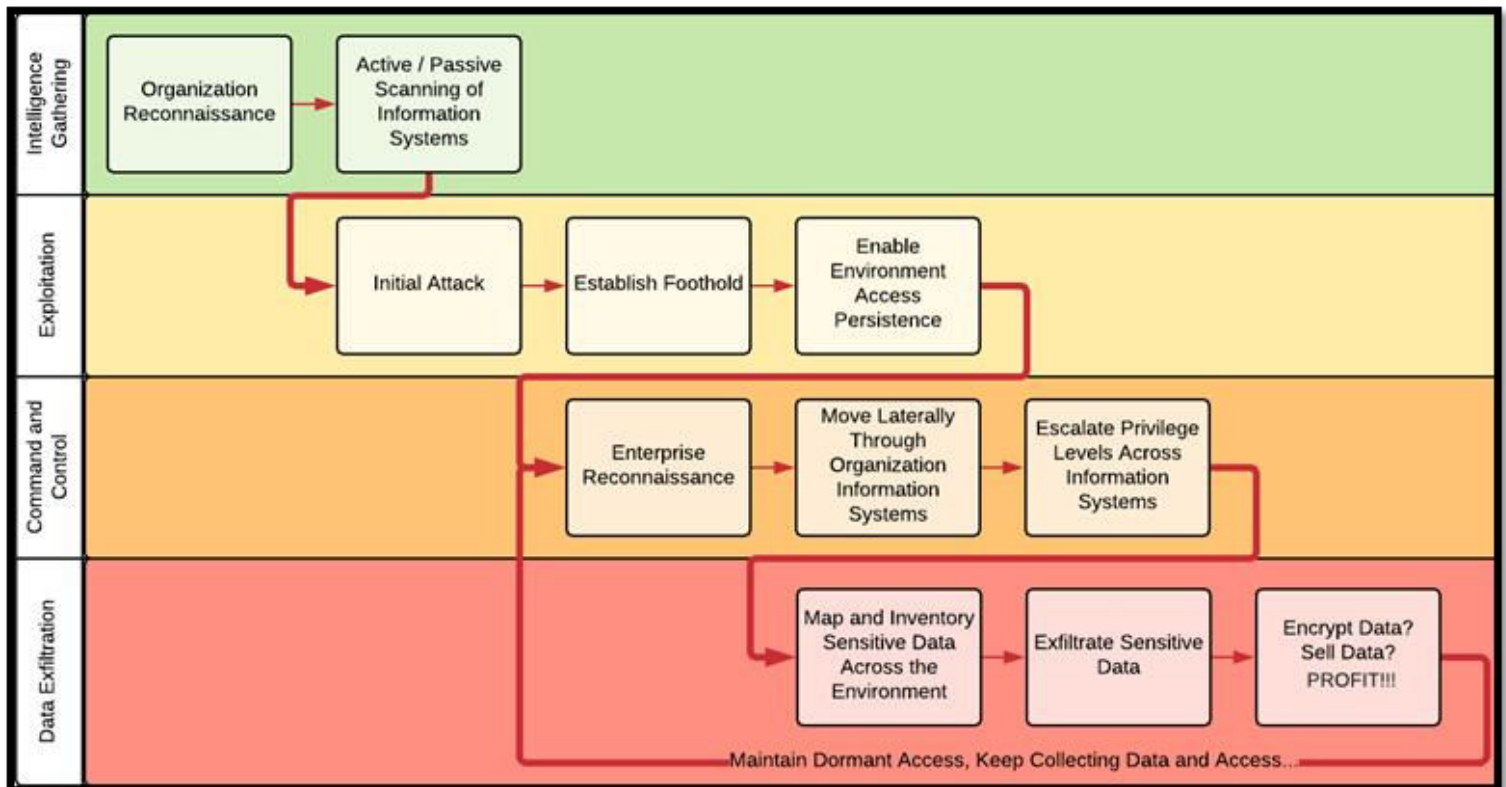 Intelligence
Gathering
Organization
Reconnaissance
Active / Passive
Scanning of
Information
Systems
Exploitation
Initial Attack
Establish Foothold
Enable
Environment
Access
Persistence
Command and
Control
Enterprise
Reconnaissance
Move Laterally
Through
Organization
Information
Systems
Escalate Privilege
Levels Across
Information
Systems
Data Exfiltration
Map and Inventory
Sensitive Data
Across the
Environment
Exfiltrate Sensitive
Data
Encrypt Data?
Sell Data?
PROFIT!!!
Maintain Dormant Access, Keep Collecting Data and Access...